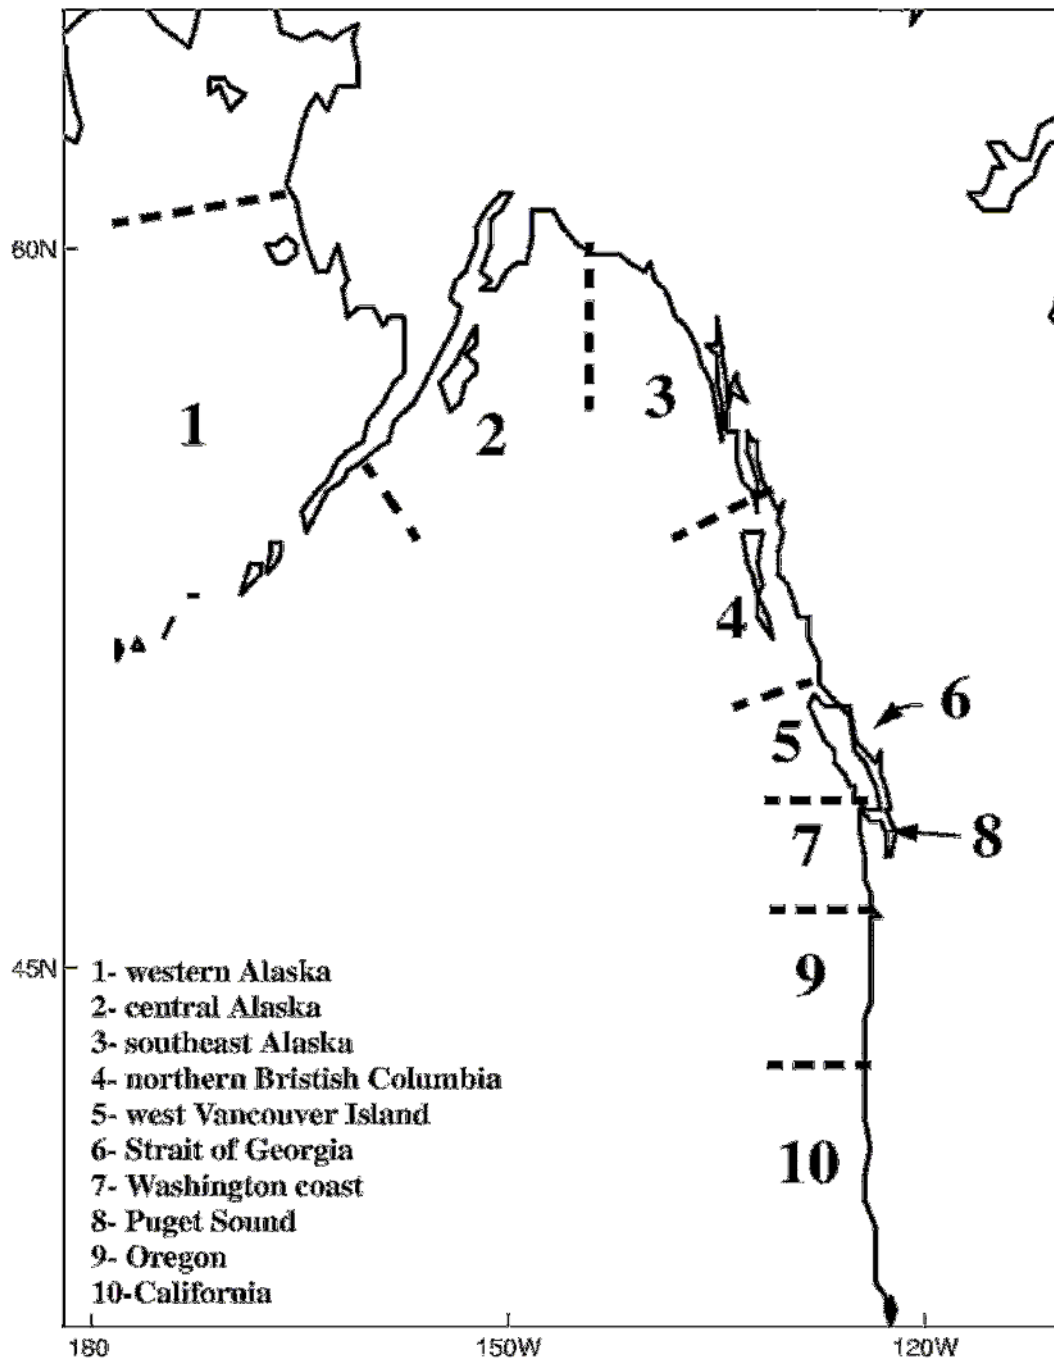 60N
1
2
3
4
6
5
7
8
45N
9
10
1- western Alaska
2- central Alaska
3- southeast Alaska
4- northern Bristish Columbia
5- west Vancouver Island
6- Strait of Georgia
7- Washington coast
8- Puget Sound
9- Oregon
10-California
180
150W
120W